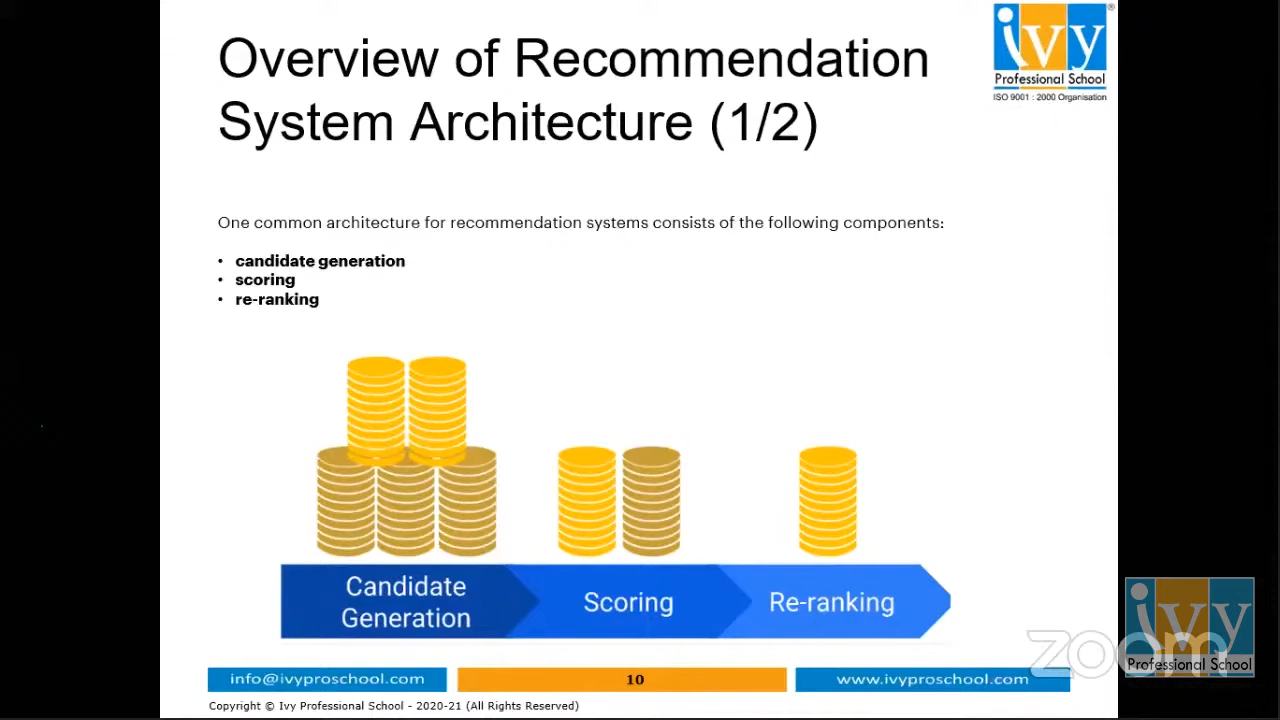 Overview of Recommendation
System Architecture (1/2)
ivy
®
Professional School
ISO 9001 : 2000 Organisation
One common architecture for recommendation systems consists of the following components:
• candidate generation
• scoring
• re-ranking
Candidate
Generation
Scoring
Re-ranking
zoom
ivy
Professional School
info@ivyproschool.com
10
www.ivyproschool.com
Copyright © Ivy Professional School - 2020-21 (All Rights Reserved)